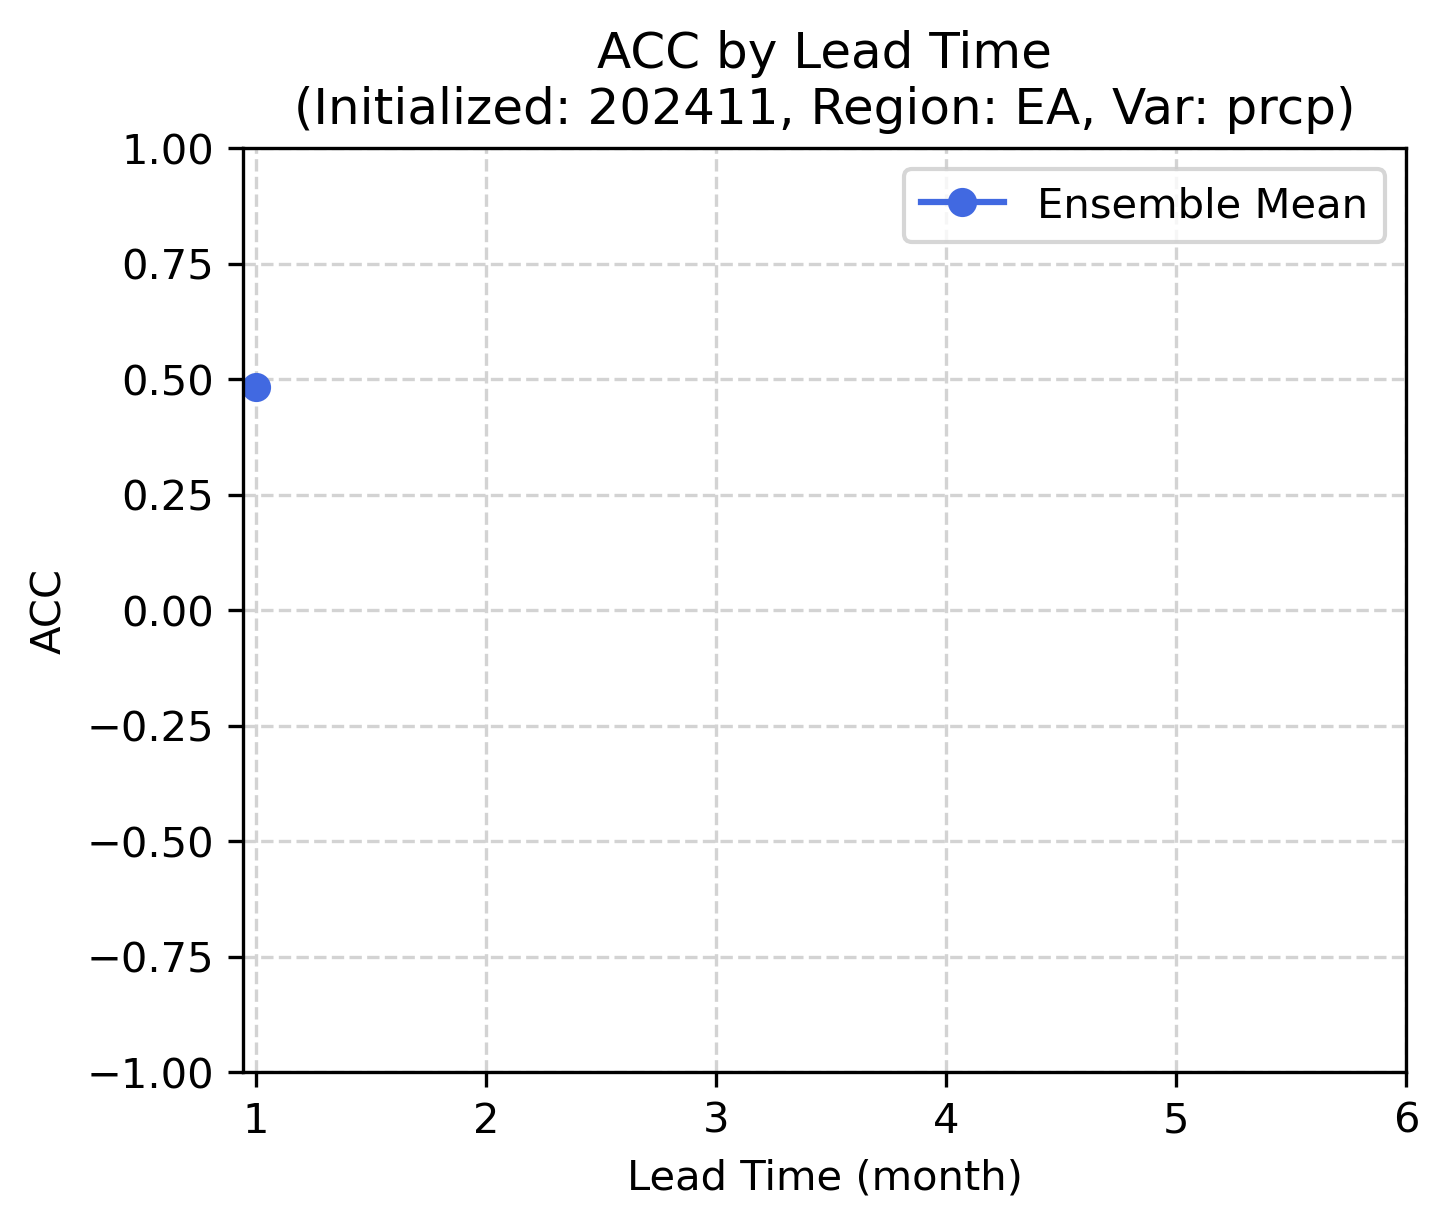 ACC by Lead Time
(Initialized: 202411, Region: EA, Var: prcp)
1.00
Ensemble Mean
0.75
0.50
0.25
0.00
ACC
−0.25
−0.50
−0.75
−1.00
1 2 3 4 5 6
Lead Time (month)